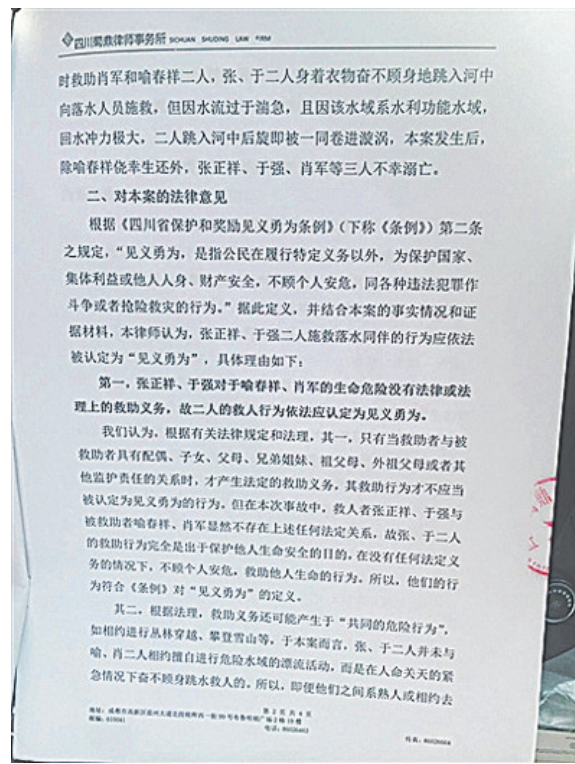 四川蜀鼎律师事务所 SICHUAN SHUDING LAW FIRM
时救助肖军和喻春祥二人，张、于二人身着衣物奋不顾身地跳入河中
向落水人员施救，但因水流过于湍急，且因该水域系水利功能水域，
回水冲力极大，二人跳入河中后旋即被一同卷进漩涡，本案发生后，
除喻春祥侥幸生还外，张正祥、于强、肖军等三人不幸溺亡。
二、对本案的法律意见
根据《四川省保护和奖励见义勇为条例》（下称《条例》）第二条
之规定，“见义勇为，是指公民在履行特定义务以外，为保护国家、
集体利益或他人人身、财产安全，不顾个人安危，同各种违法犯罪作
斗争或者抢险救灾的行为。”据此定义，并结合本案的事实情况和证
据材料，本律师认为，张正祥、于强二人施救落水同伴的行为应依法
被认定为“见义勇为”，具体理由如下：
第一，张正祥、于强对于喻春祥、肖军的生命危险没有法律或法
理上的救助义务，故二人的救人行为依法应认定为见义勇为。
我们认为，根据有关法律规定和法理，其一，只有当救助者与被
救助者具有配偶、子女、父母、兄弟姐妹、祖父母、外祖父母或者其
他监护责任的关系时，才产生法定的救助义务，其救助行为才不应当
被认定为见义勇为的行为。但在本次事故中，救人者张正祥、于强与
被救助者喻春祥、肖军显然不存在上述任何法定关系，故张、于二人
的救助行为完全是出于保护他人生命安全的目的，在没有任何法定义
务的情况下，不顾个人安危，救助他人生命的行为。所以，他们的行
为符合《条例》对“见义勇为”的定义。
其二，根据法理，救助义务还可能产生于“共同的危险行为”，
如相约进行丛林穿越、攀登雪山等，于本案而言，张、于二人并未与
喻、肖二人相约擅自进行危险水域的漂流活动，而是在人命关天的紧
急情况下奋不顾身跳水救人的。所以，即便他们之间系熟人或相约去
第 2 页 共 4 页
邮编：610041